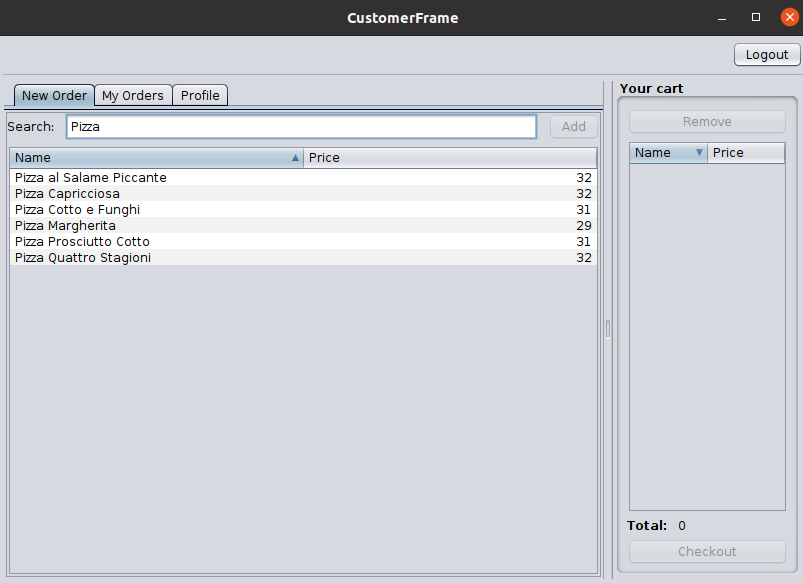 CustomerFrame
Logout
New Order My Orders Profile
Search: Pizza Add
Name Price
Pizza al Salame Piccante 32
Pizza Capricciosa 32
Pizza Cotto e Funghi 31
Pizza Margherita 29
Pizza Prosciutto Cotto 31
Pizza Quattro Stagioni 32
Your cart
Remove
Name Price
Total: 0
Checkout